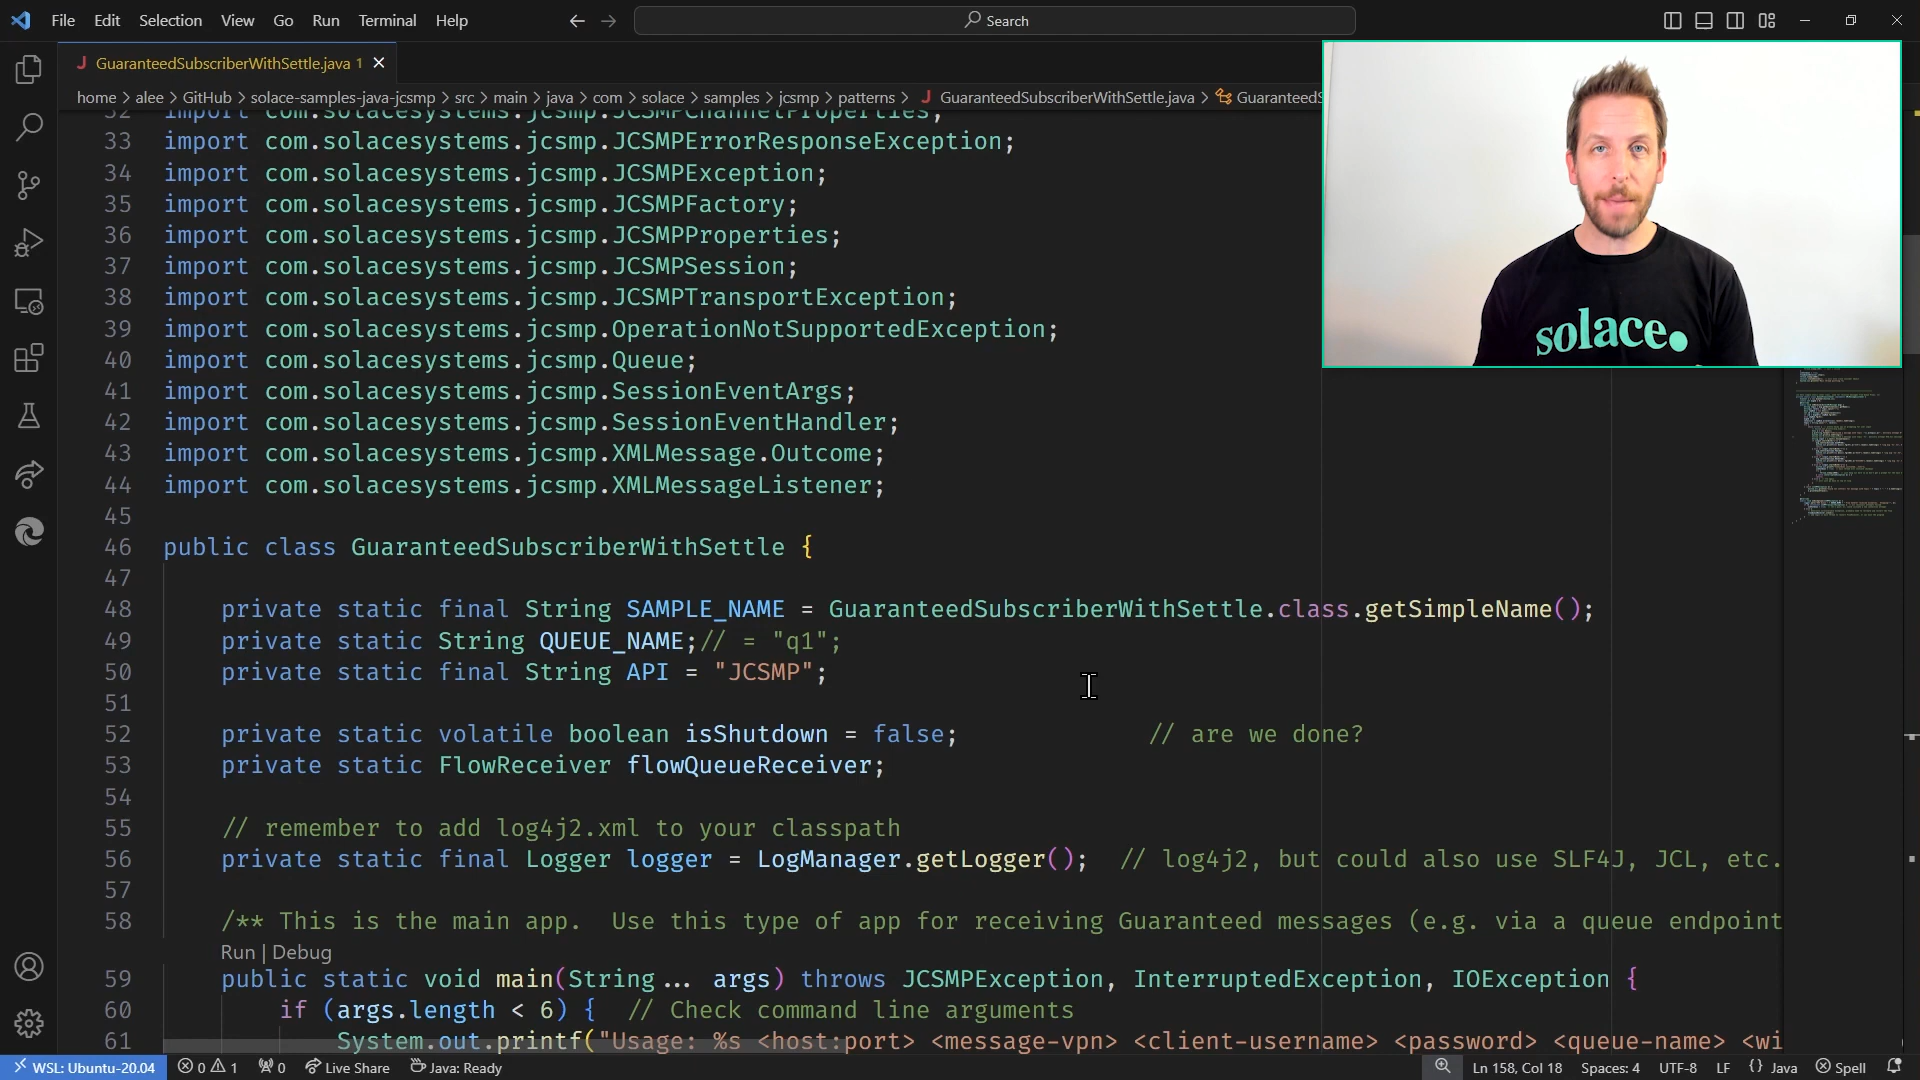 File Edit Selection View Go Run Terminal Help
Search
J GuaranteedSubscriberWithSettle.java 1
home > alee > GitHub > solace-samples-java-jcsmp > src > main > java > com > solace > samples > jcsmp > patterns > J GuaranteedSubscriberWithSettle.java > GuaranteedS
32 import com.solacesystems.jcsmp.JCSMPChannelProperties;
33 import com.solacesystems.jcsmp.JCSMPErrorResponseException;
34 import com.solacesystems.jcsmp.JCSMPException;
35 import com.solacesystems.jcsmp.JCSMPFactory;
36 import com.solacesystems.jcsmp.JCSMPProperties;
37 import com.solacesystems.jcsmp.JCSMPSession;
38 import com.solacesystems.jcsmp.JCSMPTransportException;
39 import com.solacesystems.jcsmp.OperationNotSupportedException;
40 import com.solacesystems.jcsmp.Queue;
41 import com.solacesystems.jcsmp.SessionEventArgs;
42 import com.solacesystems.jcsmp.SessionEventHandler;
43 import com.solacesystems.jcsmp.XMLMessage.Outcome;
44 import com.solacesystems.jcsmp.XMLMessageListener;
45
46 public class GuaranteedSubscriberWithSettle {
47
48 private static final String SAMPLE_NAME = GuaranteedSubscriberWithSettle.class.getSimpleName();
49 private static String QUEUE_NAME;// = "q1";
50 private static final String API = "JCSMP";
51
52 private static volatile boolean isShutdown = false; // are we done?
53 private static FlowReceiver flowQueueReceiver;
54
55 // remember to add log4j2.xml to your classpath
56 private static final Logger logger = LogManager.getLogger(); // log4j2, but could also use SLF4J, JCL, etc.
57
58 /** This is the main app.  Use this type of app for receiving Guaranteed messages (e.g. via a queue endpoint
Run | Debug
59 public static void main(String... args) throws JCSMPException, InterruptedException, IOException {
60 if (args.length < 6) {  // Check command line arguments
61 System.out.printf("Usage: %s <host:port> <message-vpn> <client-username> <password> <queue-name> <wi
solace.
WSL: Ubuntu-20.04 0 1 0 Live Share Java: Ready Ln 158, Col 18 Spaces: 4 UTF-8 LF {} Java Spell